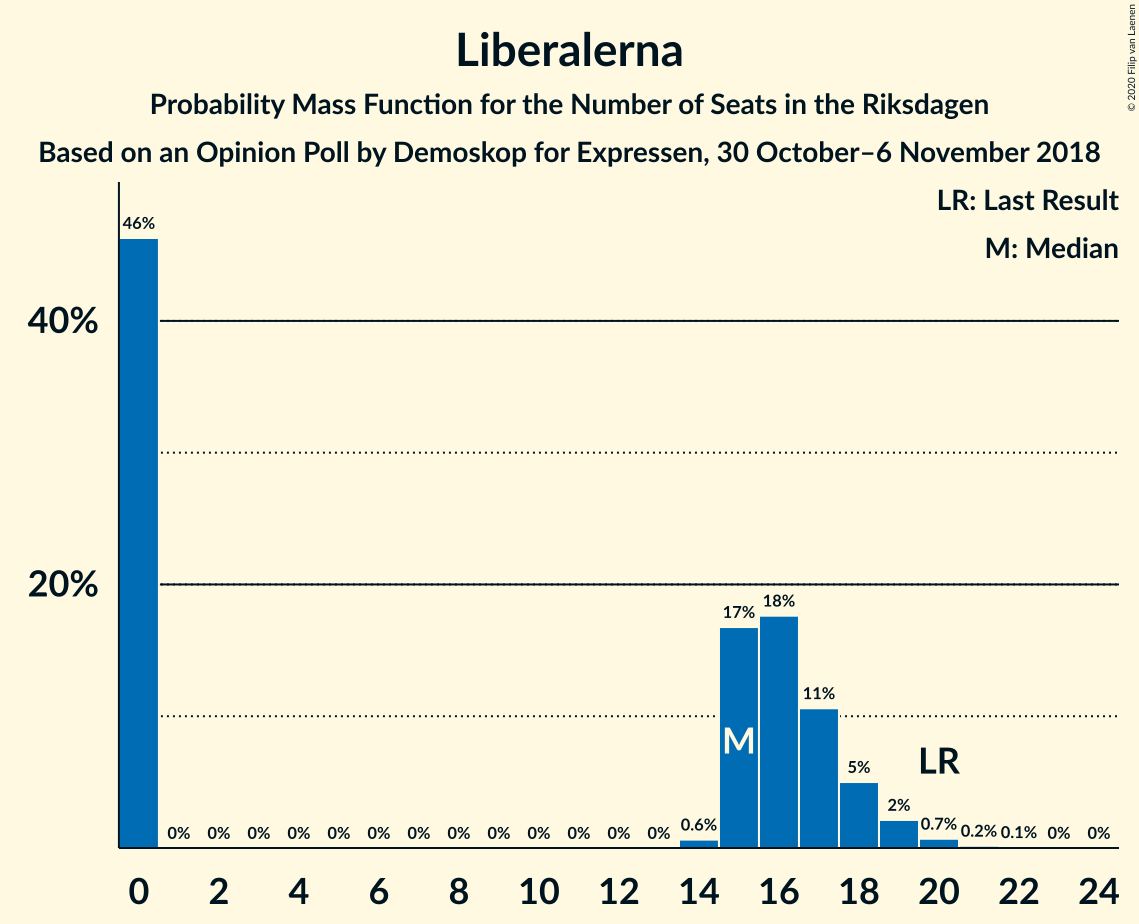 Liberalerna
Probability Mass Function for the Number of Seats in the Riksdagen
Based on an Opinion Poll by Demoskop for Expressen, 30 October–6 November 2018
© 2020 Filip van Laenen
LR: Last Result
M: Median
46%
40%
20%
0% 0% 0% 0% 0% 0% 0% 0% 0% 0% 0% 0% 0% 0.6% 17% 18% 11% 5% 2% 0.7% 0.2% 0.1% 0% 0%
M
LR
0 2 4 6 8 10 12 14 16 18 20 22 24